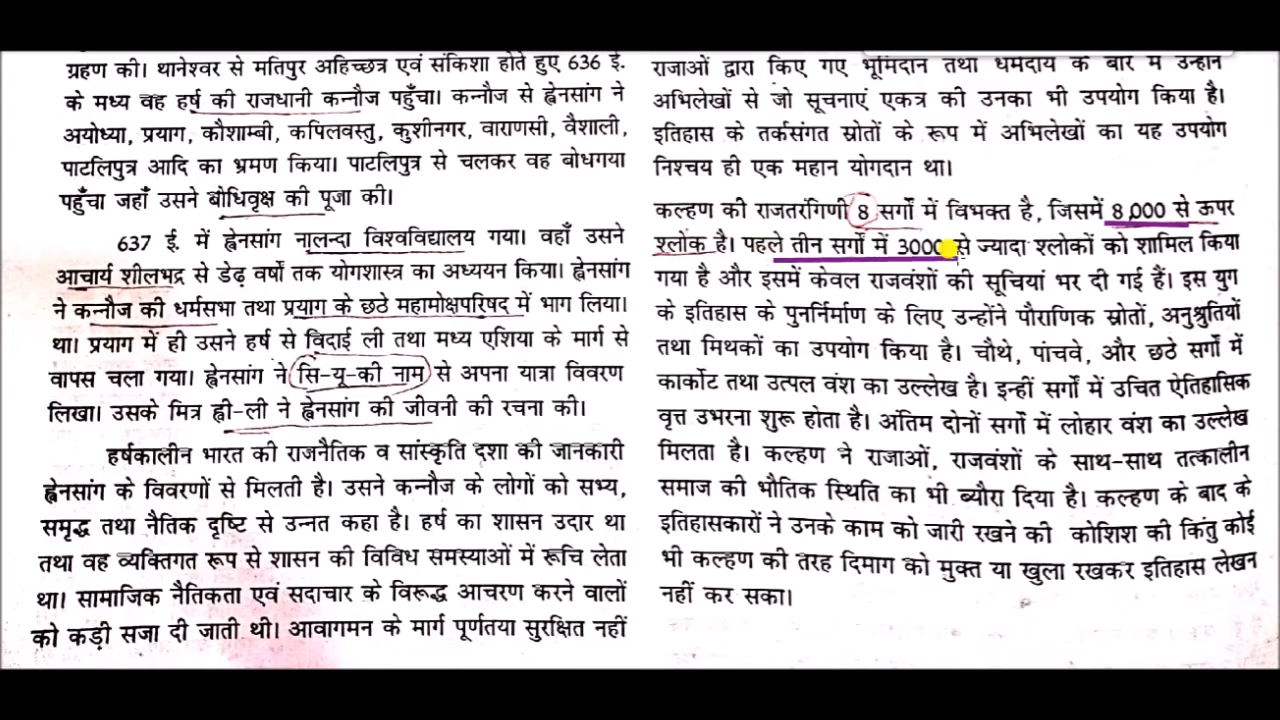 ग्रहण की। थानेश्वर से मतिपुर अहिच्छत्र एवं संकिशा होते हुए 636 ई.
के मध्य वह हर्ष की राजधानी कन्नौज पहुँचा। कन्नौज से ह्वेनसांग ने
अयोध्या, प्रयाग, कौशाम्बी, कपिलवस्तु, कुशीनगर, वाराणसी, वैशाली,
पाटलिपुत्र आदि का भ्रमण किया। पाटलिपुत्र से चलकर वह बोधगया
पहुँचा जहाँ उसने बोधिवृक्ष की पूजा की।
637 ई. में ह्वेनसांग नालन्दा विश्वविद्यालय गया। वहाँ उसने
आचार्य शीलभद्र से डेढ़ वर्षों तक योगशास्त्र का अध्ययन किया। ह्वेनसांग
ने कन्नौज की धर्मसभा तथा प्रयाग के छठे महामोक्षपरिषद में भाग लिया।
था। प्रयाग में ही उसने हर्ष से विदाई ली तथा मध्य एशिया के मार्ग से
वापस चला गया। ह्वेनसांग ने सि-यू-की नाम से अपना यात्रा विवरण
लिखा। उसके मित्र ह्वी-ली ने ह्वेनसांग की जीवनी की रचना की।
हर्षकालीन भारत की राजनैतिक व सांस्कृति दशा की जानकारी
ह्वेनसांग के विवरणों से मिलती है। उसने कन्नौज के लोगों को सभ्य,
समृद्ध तथा नैतिक दृष्टि से उन्नत कहा है। हर्ष का शासन उदार था
तथा वह व्यक्तिगत रूप से शासन की विविध समस्याओं में रूचि लेता
था। सामाजिक नैतिकता एवं सदाचार के विरूद्ध आचरण करने वालों
को कड़ी सजा दी जाती थी। आवागमन के मार्ग पूर्णतया सुरक्षित नहीं
राजाओं द्वारा किए गए भूमिदान तथा धर्मदाय के बारे में उन्होंने
अभिलेखों से जो सूचनाएं एकत्र की उनका भी उपयोग किया है।
इतिहास के तर्कसंगत स्रोतों के रूप में अभिलेखों का यह उपयोग
निश्चय ही एक महान योगदान था।
कल्हण की राजतरंगिणी 8 सर्गों में विभक्त है, जिसमें 8,000 से ऊपर
श्लोक है। पहले तीन सर्गों में 3000 से ज्यादा श्लोकों को शामिल किया
गया है और इसमें केवल राजवंशों की सूचियां भर दी गई हैं। इस युग
के इतिहास के पुनर्निर्माण के लिए उन्होंने पौराणिक स्रोतों, अनुश्रुतियों
तथा मिथकों का उपयोग किया है। चौथे, पांचवे, और छठे सर्गों में
कार्कोट तथा उत्पल वंश का उल्लेख है। इन्हीं सर्गों में उचित ऐतिहासिक
वृत्त उभरना शुरू होता है। अंतिम दोनों सर्गों में लोहार वंश का उल्लेख
मिलता है। कल्हण ने राजाओं, राजवंशों के साथ-साथ तत्कालीन
समाज की भौतिक स्थिति का भी ब्यौरा दिया है। कल्हण के बाद के
इतिहासकारों ने उनके काम को जारी रखने की कोशिश की किंतु कोई
भी कल्हण की तरह दिमाग को मुक्त या खुला रखकर इतिहास लेखन
नहीं कर सका।